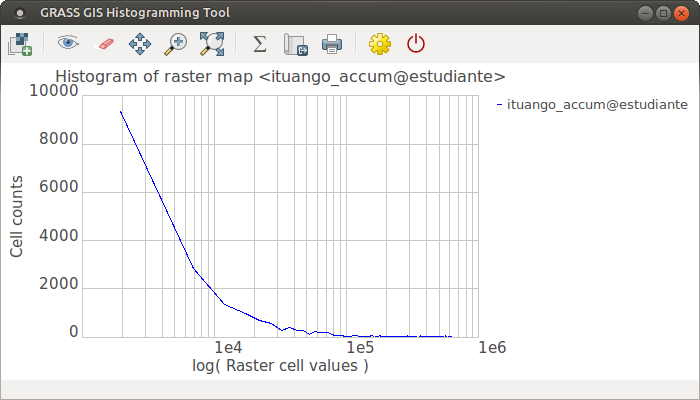 GRASS GIS Histogramming Tool
Σ
Histogram of raster map <ituango_accum@estudiante>
ituango_accum@estudiante
Cell counts
10000
8000
6000
4000
2000
0
1e4 1e5 1e6
log( Raster cell values )